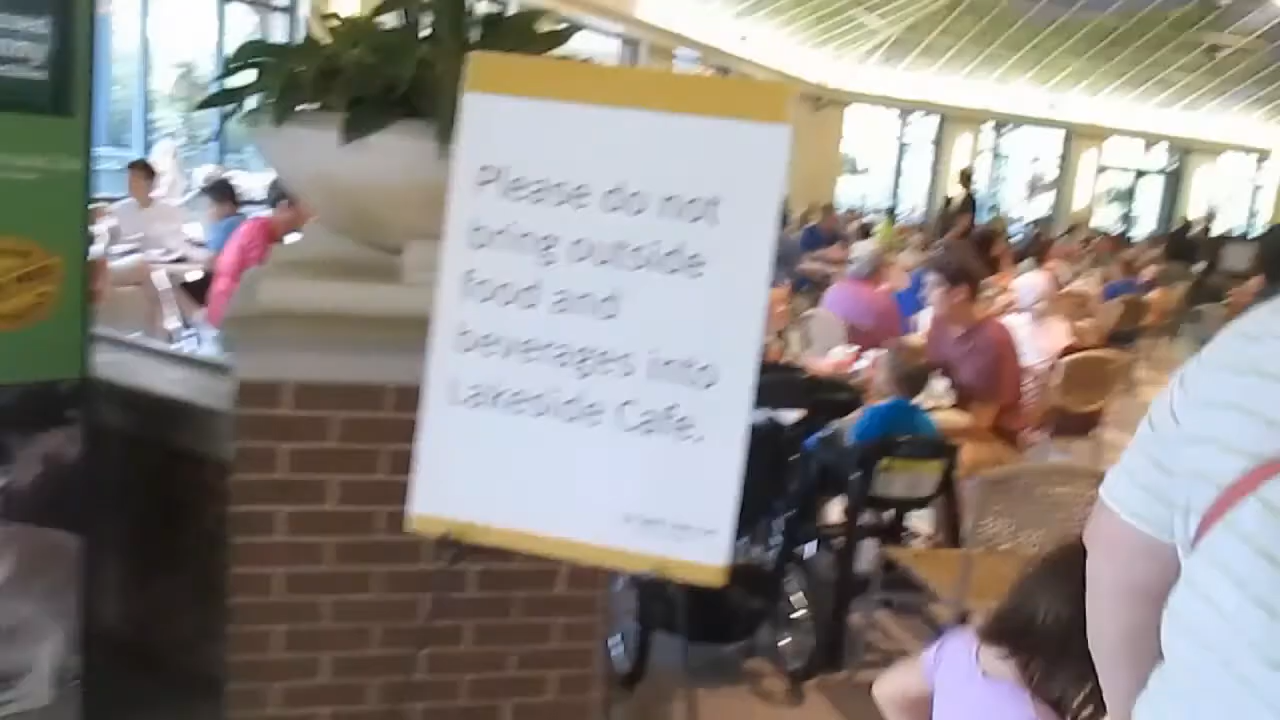 Please do not
bring outside
food and
beverages into
Lakeside Cafe.